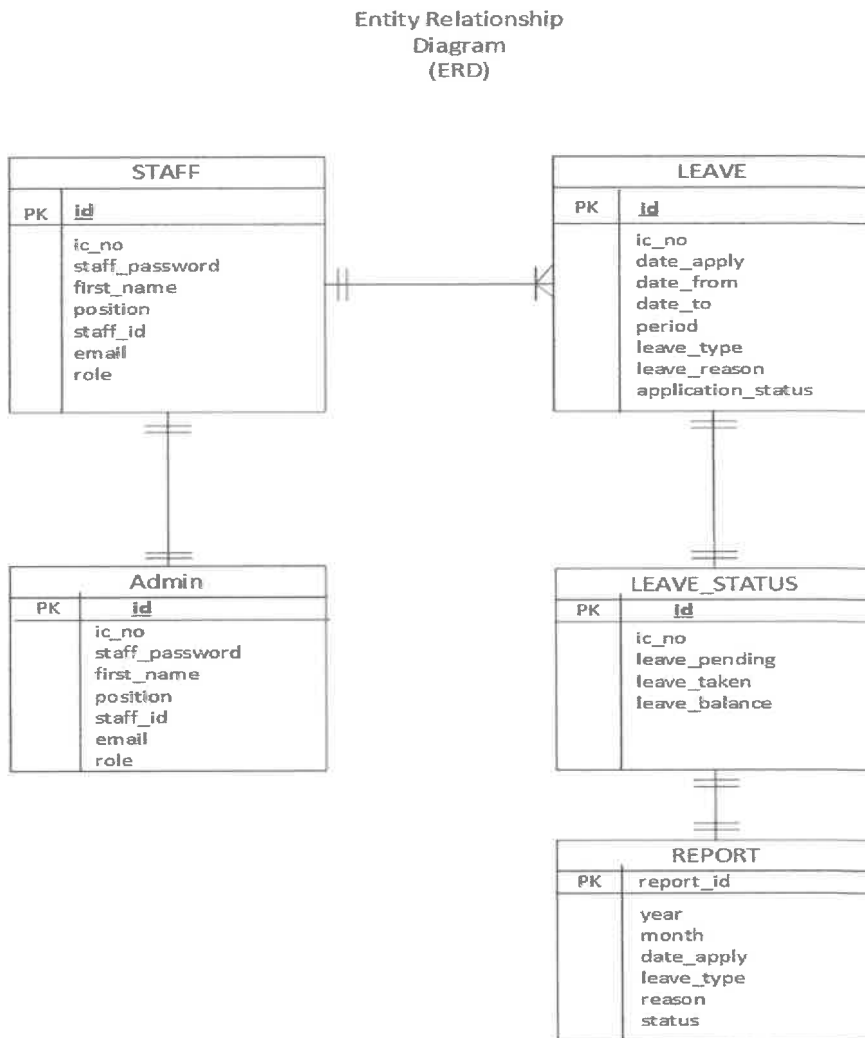 Entity Relationship
Diagram
(ERD)
STAFF
PK id
ic_no
staff_password
first_name
position
staff_id
email
role
LEAVE
PK id
ic_no
date_apply
date_from
date_to
period
leave_type
leave_reason
application_status
Admin
PK id
ic_no
staff_password
first_name
position
staff_id
email
role
LEAVE_STATUS
PK id
ic_no
leave_pending
leave_taken
leave_balance
REPORT
PK report_id
year
month
date_apply
leave_type
reason
status